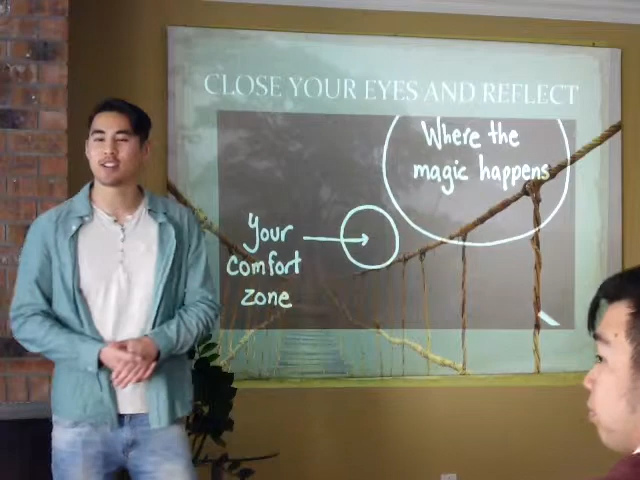 CLOSE YOUR EYES AND REFLECT
Where the
magic happens
Your
comfort
zone